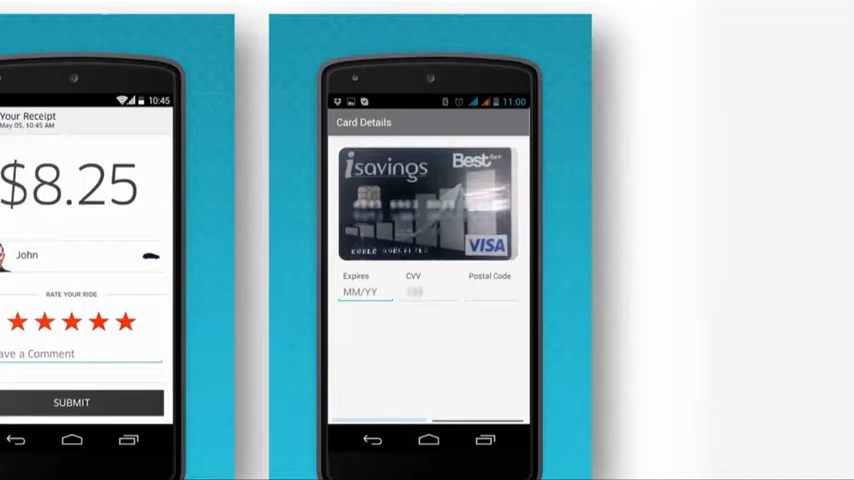 10:45
Your Receipt
May 05, 10:45 AM
$8.25
John
RATE YOUR RIDE
ave a Comment
SUBMIT
11:00
Card Details
isavings
Best Bank
VISA
Expires CVV Postal Code
MM/YY